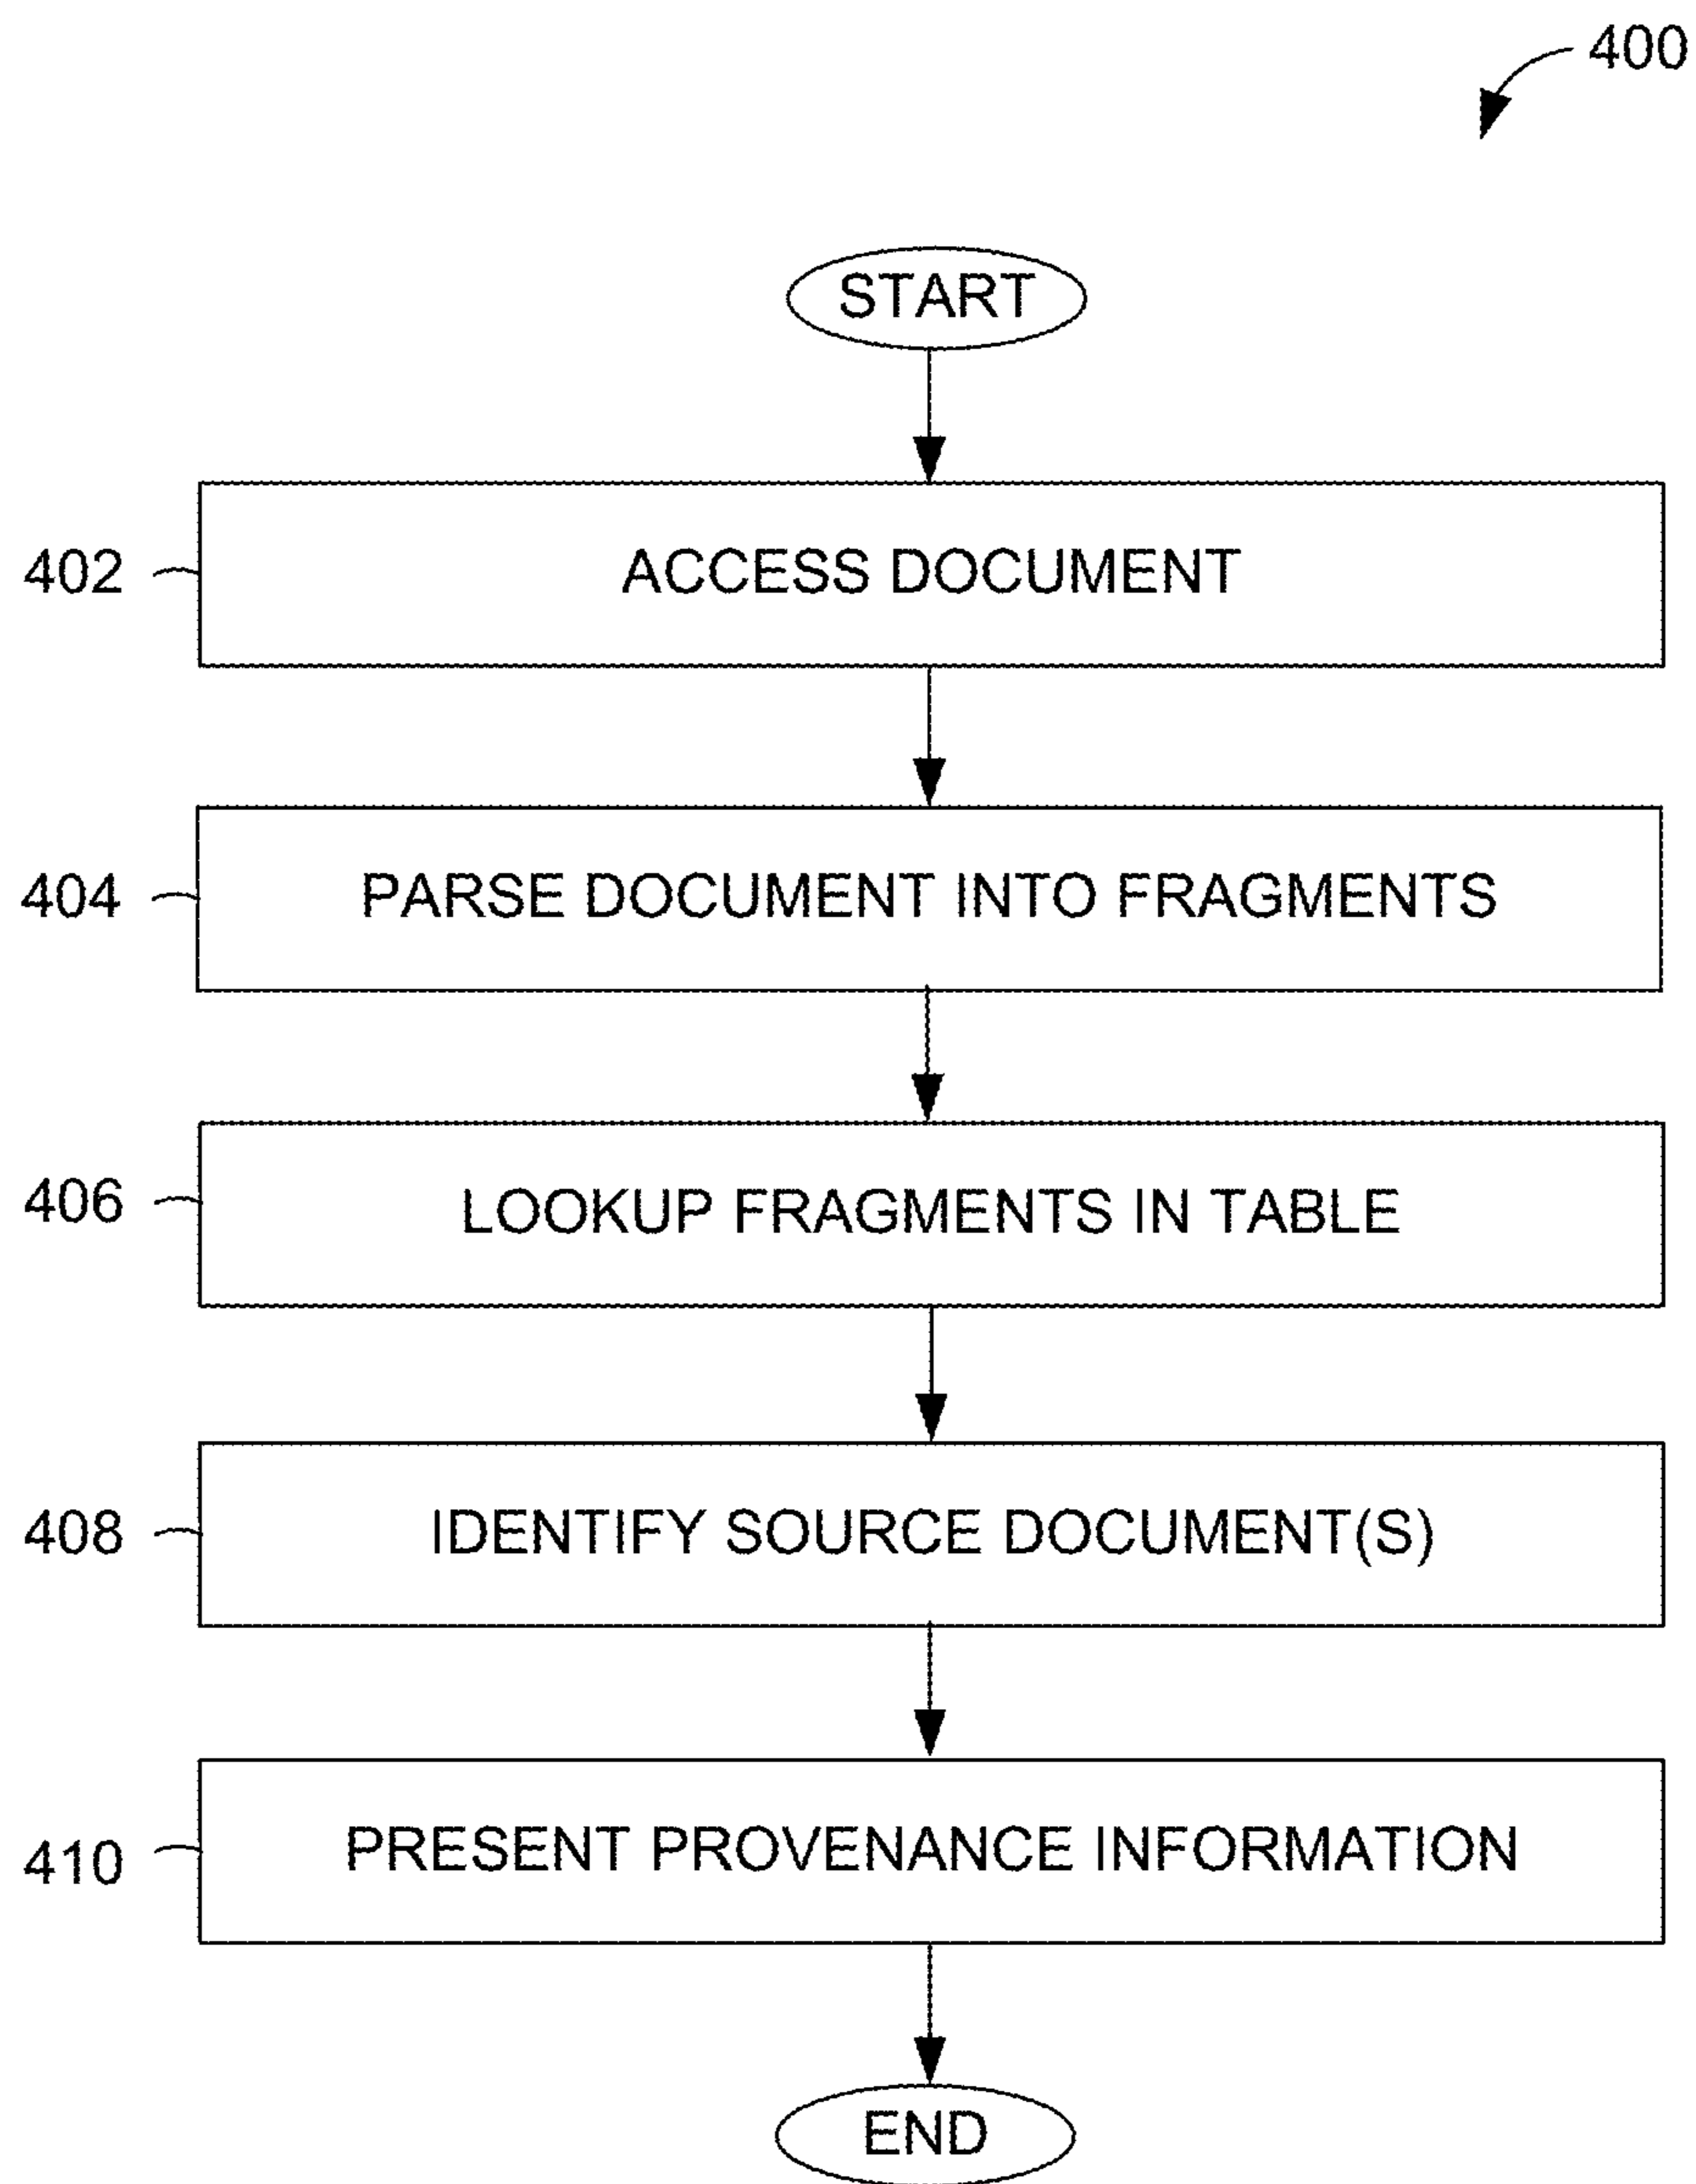 400
START
402 ACCESS DOCUMENT
404 PARSE DOCUMENT INTO FRAGMENTS
406 LOOKUP FRAGMENTS IN TABLE
408 IDENTIFY SOURCE DOCUMENT(S)
410 PRESENT PROVENANCE INFORMATION
END